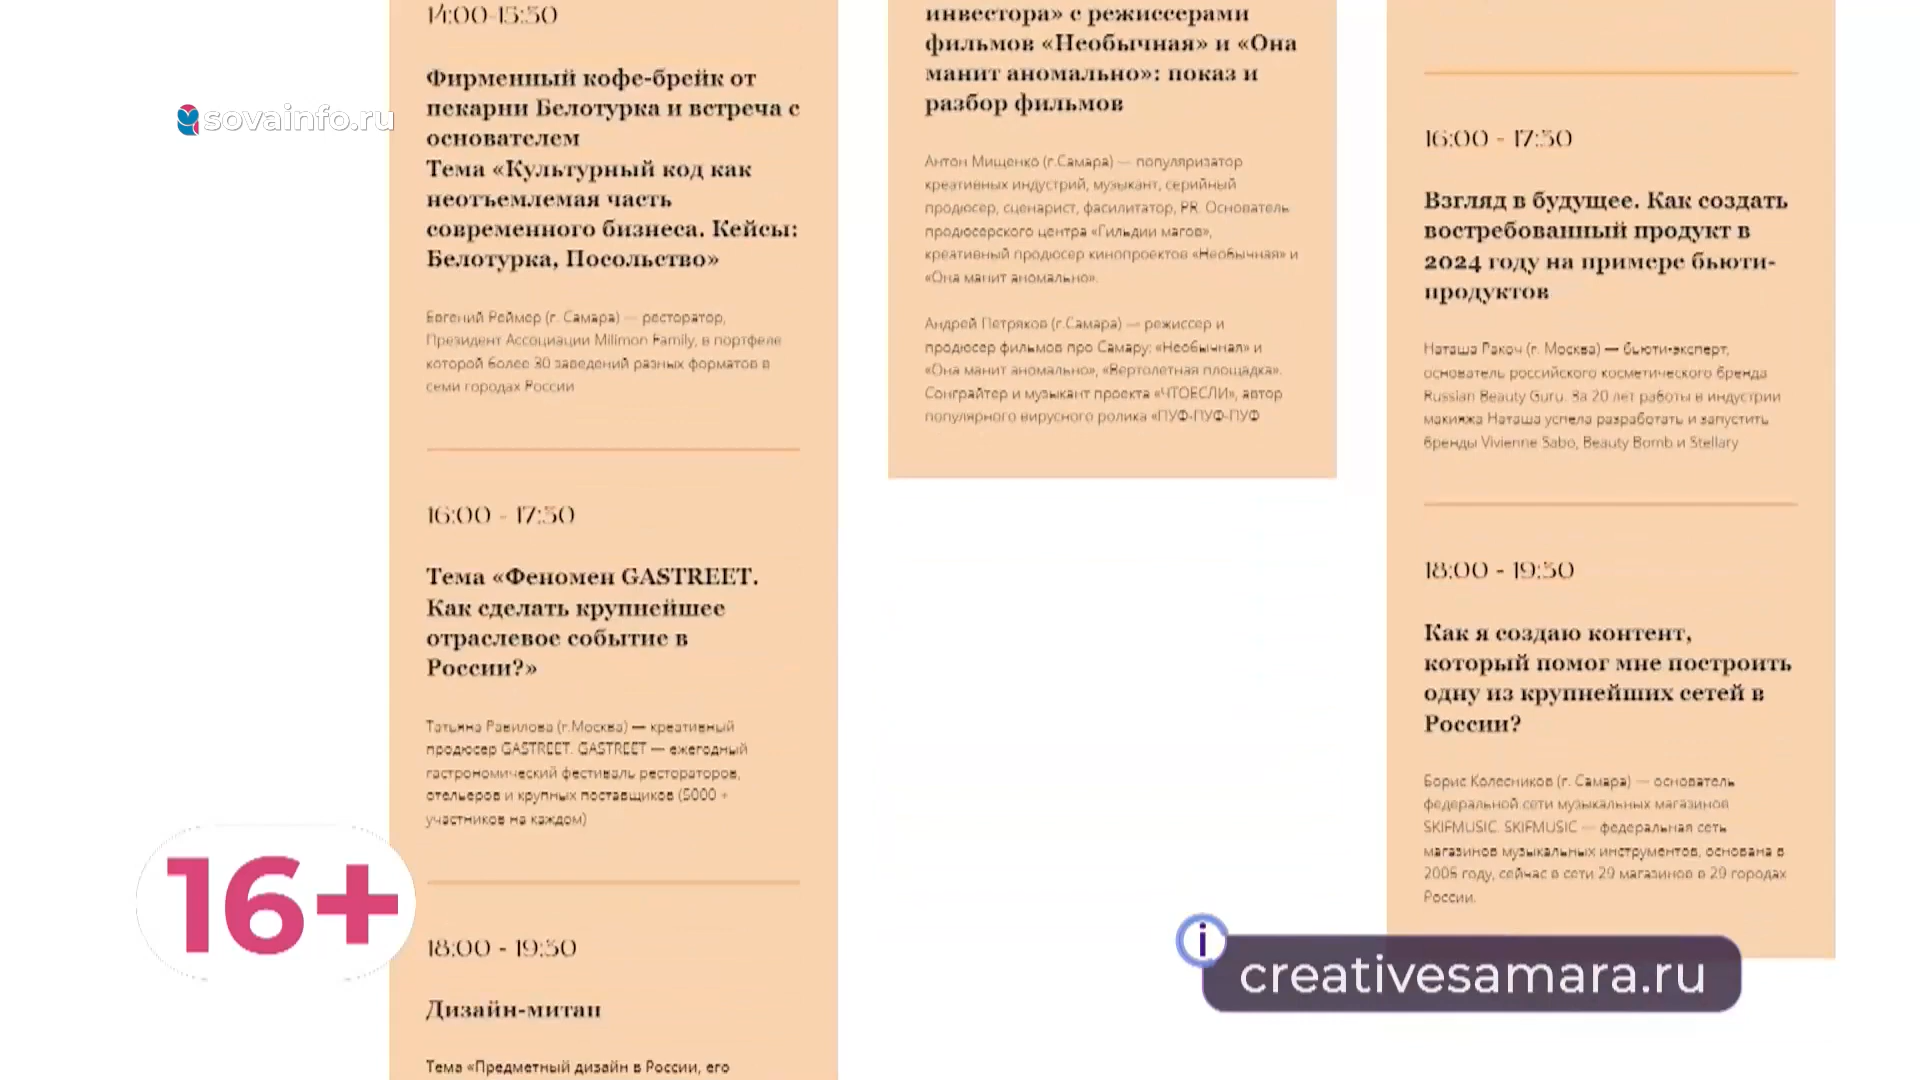 sovainfo.ru
14:00-15:30
Фирменный кофе-брейк от
пекарни Белотурка и встреча с
основателем
Тема «Культурный код как
неотъемлемая часть
современного бизнеса. Кейсы:
Белотурка, Посольство»
Евгений Реймер (г. Самара) — ресторатор,
Президент Ассоциации Milimon Family, в портфеле
которой более 30 заведений разных форматов в
семи городах России
16:00 - 17:30
Тема «Феномен GASTREET.
Как сделать крупнейшее
отраслевое событие в
России?»
Татьяна Равилова (г.Москва) — креативный
продюсер GASTREET. GASTREET — ежегодный
гастрономический фестиваль рестораторов,
отельеров и крупных поставщиков (5000 +
участников на каждом)
18:00 - 19:30
Дизайн-митап
Тема «Предметный дизайн в России, его
инвестора» с режиссерами
фильмов «Необычная» и «Она
манит аномально»: показ и
разбор фильмов
Антон Мищенко (г.Самара) — популяризатор
креативных индустрий, музыкант, серийный
продюсер, сценарист, фасилитатор, PR. Основатель
продюсерского центра «Гильдии магов»,
креативный продюсер кинопроектов «Необычная» и
«Она манит аномально».
Андрей Петряков (г.Самара) — режиссер и
продюсер фильмов про Самару: «Необычная» и
«Она манит аномально», «Вертолетная площадка».
Сонграйтер и музыкант проекта «ЧТОЕСЛИ», автор
популярного вирусного ролика «ПУФ-ПУФ-ПУФ
16:00 - 17:30
Взгляд в будущее. Как создать
востребованный продукт в
2024 году на примере бьюти-
продуктов
Наташа Ракоч (г. Москва) — бьюти-эксперт,
основатель российского косметического бренда
Russian Beauty Guru. За 20 лет работы в индустрии
макияжа Наташа успела разработать и запустить
бренды Vivienne Sabo, Beauty Bomb и Stellary
18:00 - 19:30
Как я создаю контент,
который помог мне построить
одну из крупнейших сетей в
России?
Борис Колесников (г. Самара) — основатель
федеральной сети музыкальных магазинов
SKIFMUSIC. SKIFMUSIC — федеральная сеть
магазинов музыкальных инструментов, основана в
2006 году, сейчас в сети 29 магазинов в 29 городах
России.
16+
i
creativesamara.ru